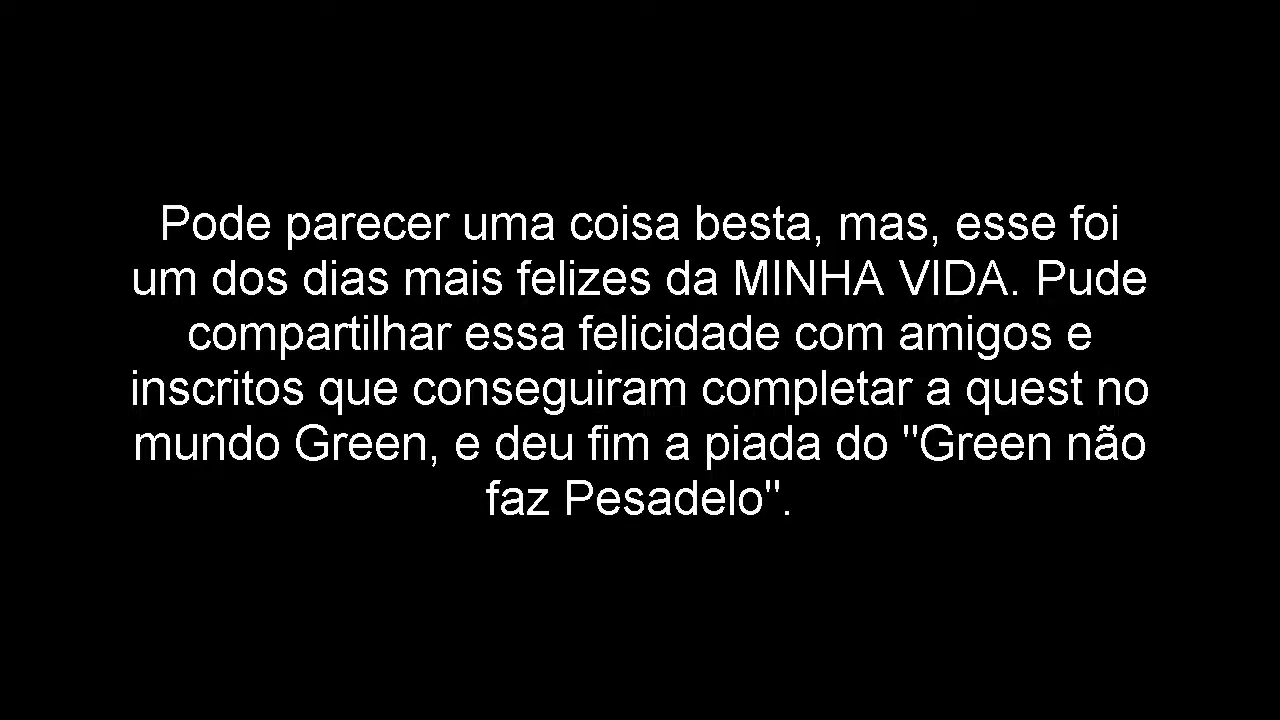 Pode parecer uma coisa besta, mas, esse foi
um dos dias mais felizes da MINHA VIDA. Pude
compartilhar essa felicidade com amigos e
inscritos que conseguiram completar a quest no
mundo Green, e deu fim a piada do "Green não
faz Pesadelo".